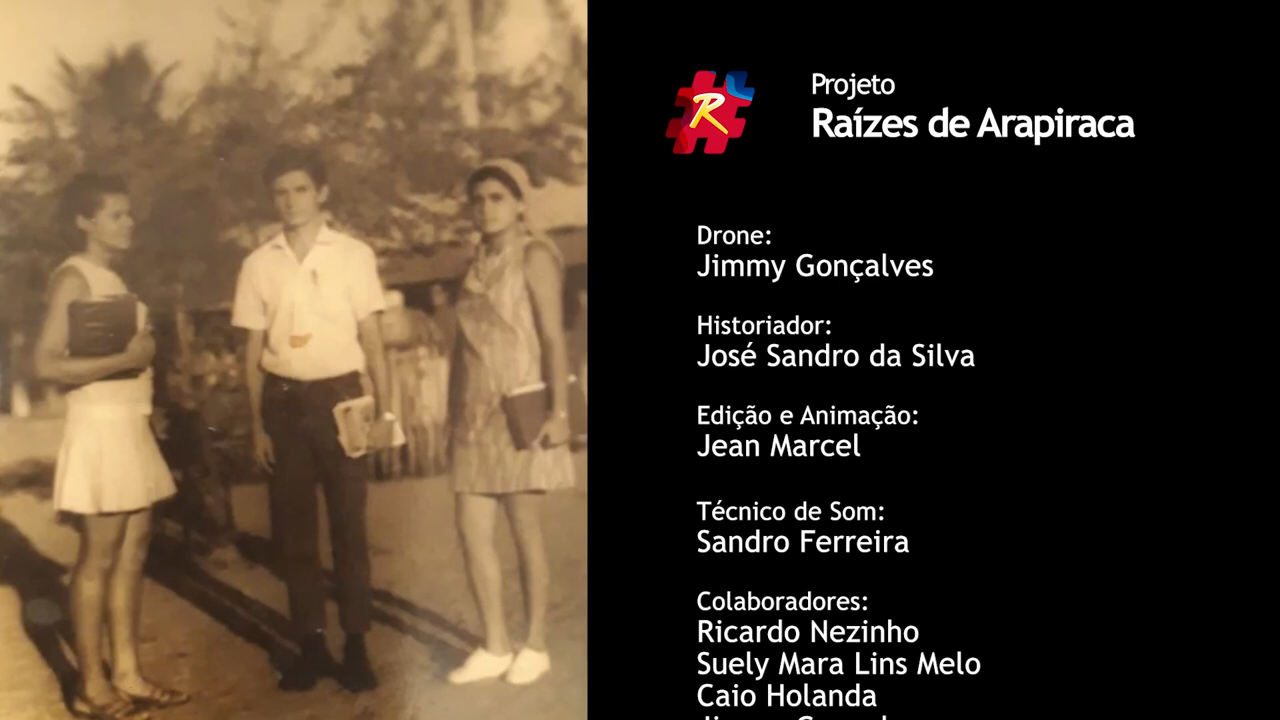 R
Projeto
Raízes de Arapiraca
Drone:
Jimmy Gonçalves
Historiador:
José Sandro da Silva
Edição e Animação:
Jean Marcel
Técnico de Som:
Sandro Ferreira
Colaboradores:
Ricardo Nezinho
Suely Mara Lins Melo
Caio Holanda